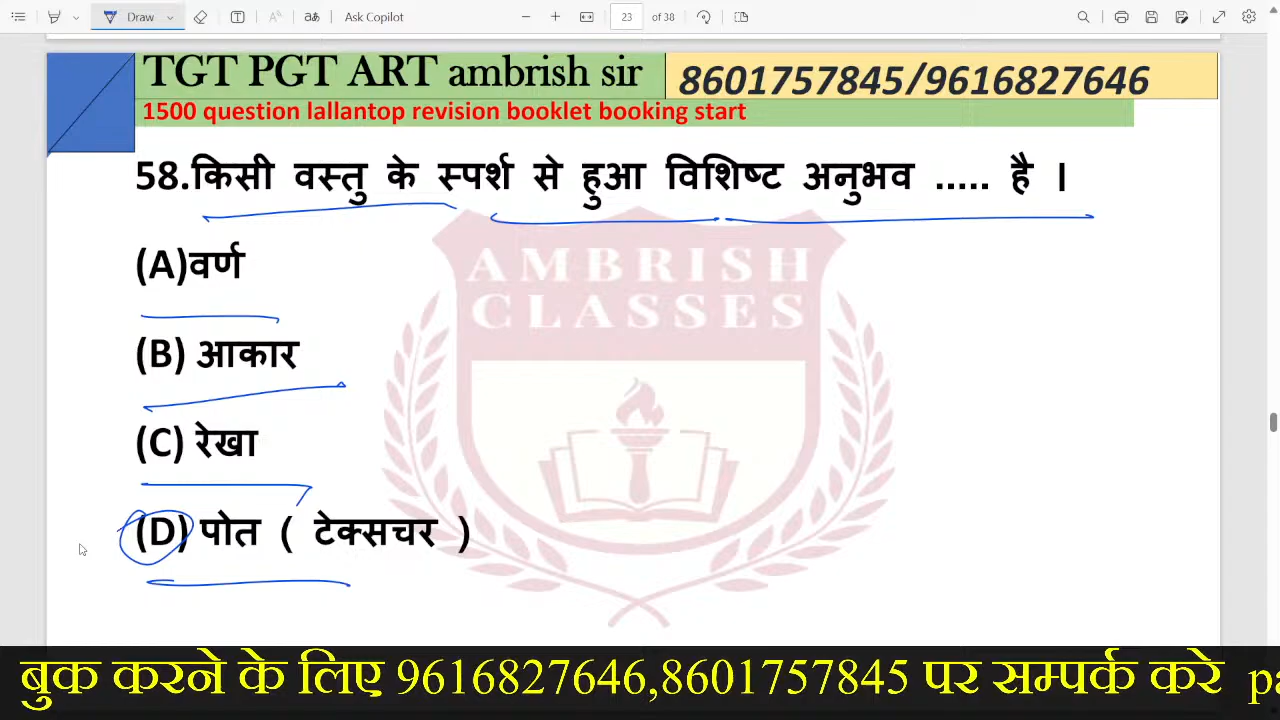 Draw
Ask Copilot
23 of 38
TGT PGT ART ambrish sir
8601757845/9616827646
1500 question lallantop revision booklet booking start
58.किसी वस्तु के स्पर्श से हुआ विशिष्ट अनुभव ..... है ।
AMBRISH
CLASSES
(A)वर्ण
(B) आकार
(C) रेखा
(D) पोत ( टेक्सचर )
बुक करने के लिए 9616827646,8601757845 पर सम्पर्क करे pa